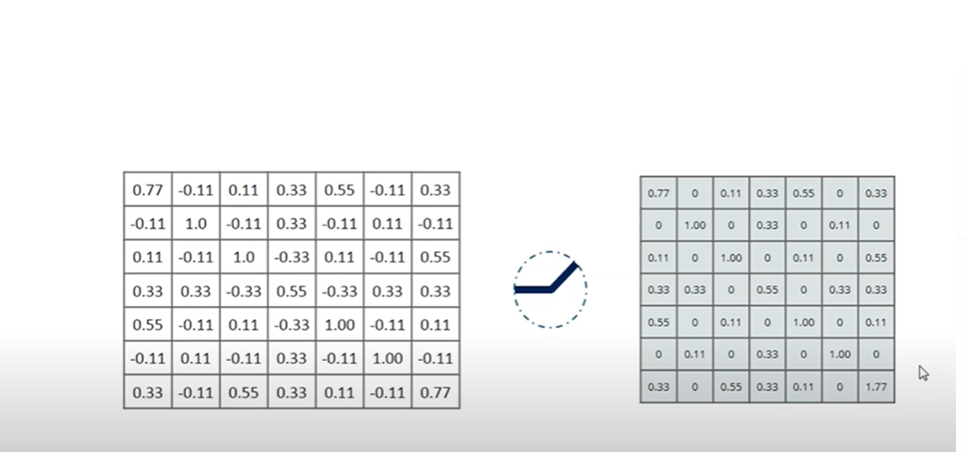 0.77 -0.11 0.11 0.33 0.55 -0.11 0.33
-0.11 1.0 -0.11 0.33 -0.11 0.11 -0.11
0.11 -0.11 1.0 -0.33 0.11 -0.11 0.55
0.33 0.33 -0.33 0.55 -0.33 0.33 0.33
0.55 -0.11 0.11 -0.33 1.00 -0.11 0.11
-0.11 0.11 -0.11 0.33 -0.11 1.00 -0.11
0.33 -0.11 0.55 0.33 0.11 -0.11 0.77
0.77 0 0.11 0.33 0.55 0 0.33
0 1.00 0 0.33 0 0.11 0
0.11 0 1.00 0 0.11 0 0.55
0.33 0.33 0 0.55 0 0.33 0.33
0.55 0 0.11 0 1.00 0 0.11
0 0.11 0 0.33 0 1.00 0
0.33 0 0.55 0.33 0.11 0 1.77